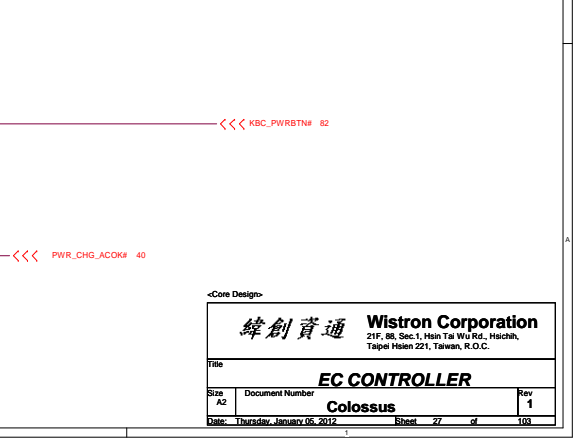 KBC_PWRBTN# 82
A
PWR_CHG_ACOK# 40
<Core Design>
緯創資通
Wistron Corporation
21F, 88, Sec.1, Hsin Tai Wu Rd., Hsichih,
Taipei Hsien 221, Taiwan, R.O.C.
Title
EC CONTROLLER
Size Document Number Rev
A2 Colossus 1
Date: Thursday, January 05, 2012 Sheet 27 of 103
1